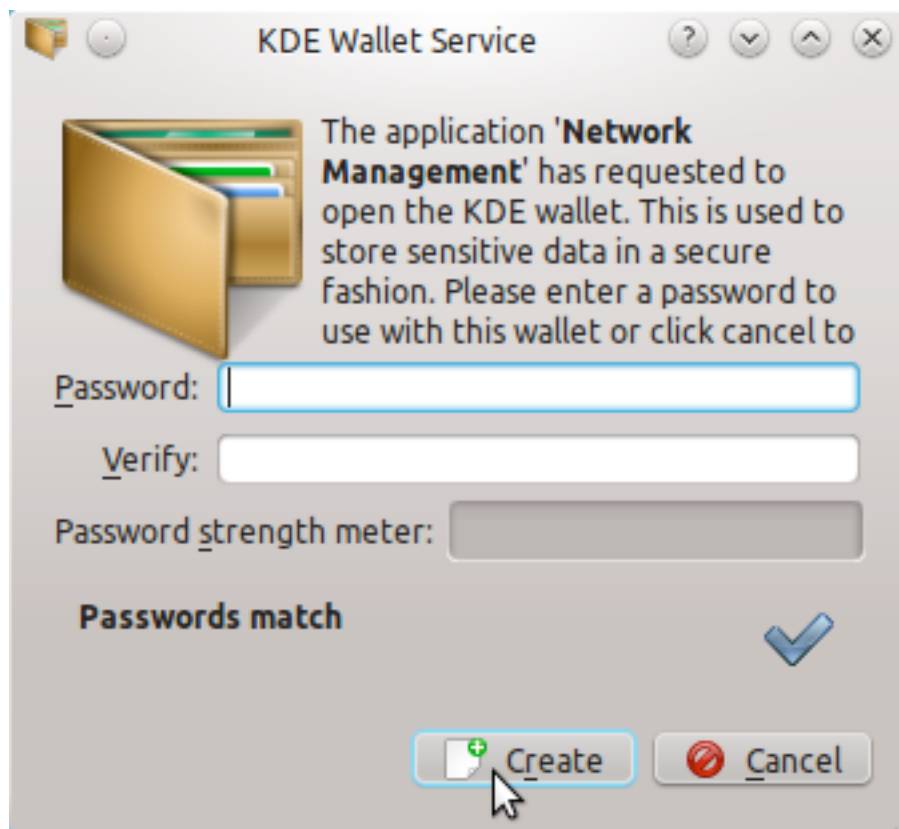 KDE Wallet Service
The application 'Network
Management' has requested to
open the KDE wallet. This is used to
store sensitive data in a secure
fashion. Please enter a password to
use with this wallet or click cancel to
Password:
Verify:
Password strength meter:
Passwords match
Create
Cancel